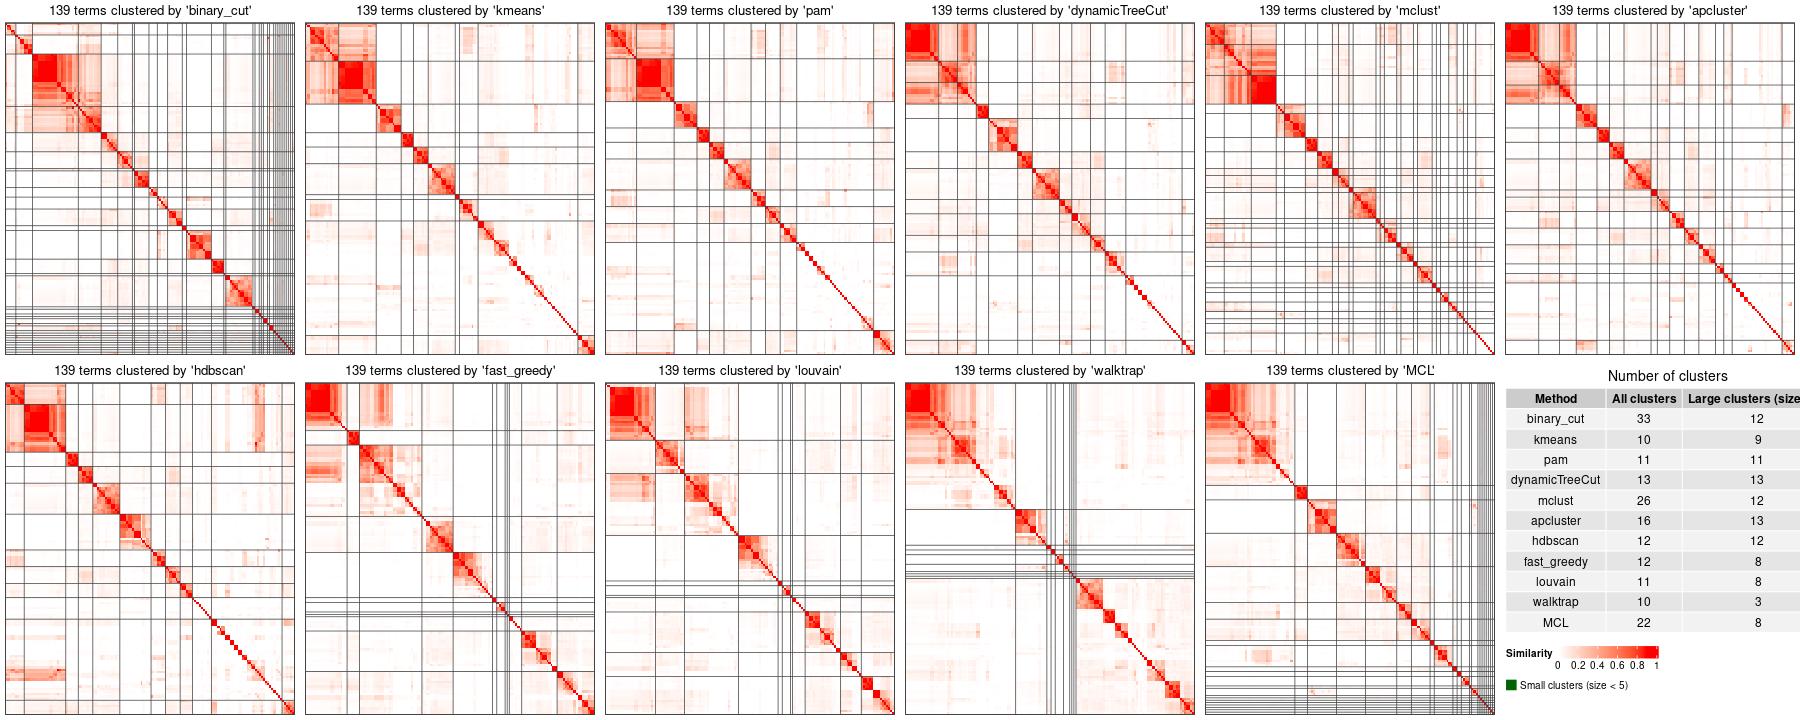 139 terms clustered by 'binary_cut'
139 terms clustered by 'kmeans'
139 terms clustered by 'pam'
139 terms clustered by 'dynamicTreeCut'
139 terms clustered by 'mclust'
139 terms clustered by 'apcluster'
139 terms clustered by 'hdbscan'
139 terms clustered by 'fast_greedy'
139 terms clustered by 'louvain'
139 terms clustered by 'walktrap'
139 terms clustered by 'MCL'
Number of clusters
Method All clusters Large clusters (size
binary_cut 33 12
kmeans 10 9
pam 11 11
dynamicTreeCut 13 13
mclust 26 12
apcluster 16 13
hdbscan 12 12
fast_greedy 12 8
louvain 11 8
walktrap 10 3
MCL 22 8
Similarity
0 0.2 0.4 0.6 0.8 1
Small clusters (size < 5)